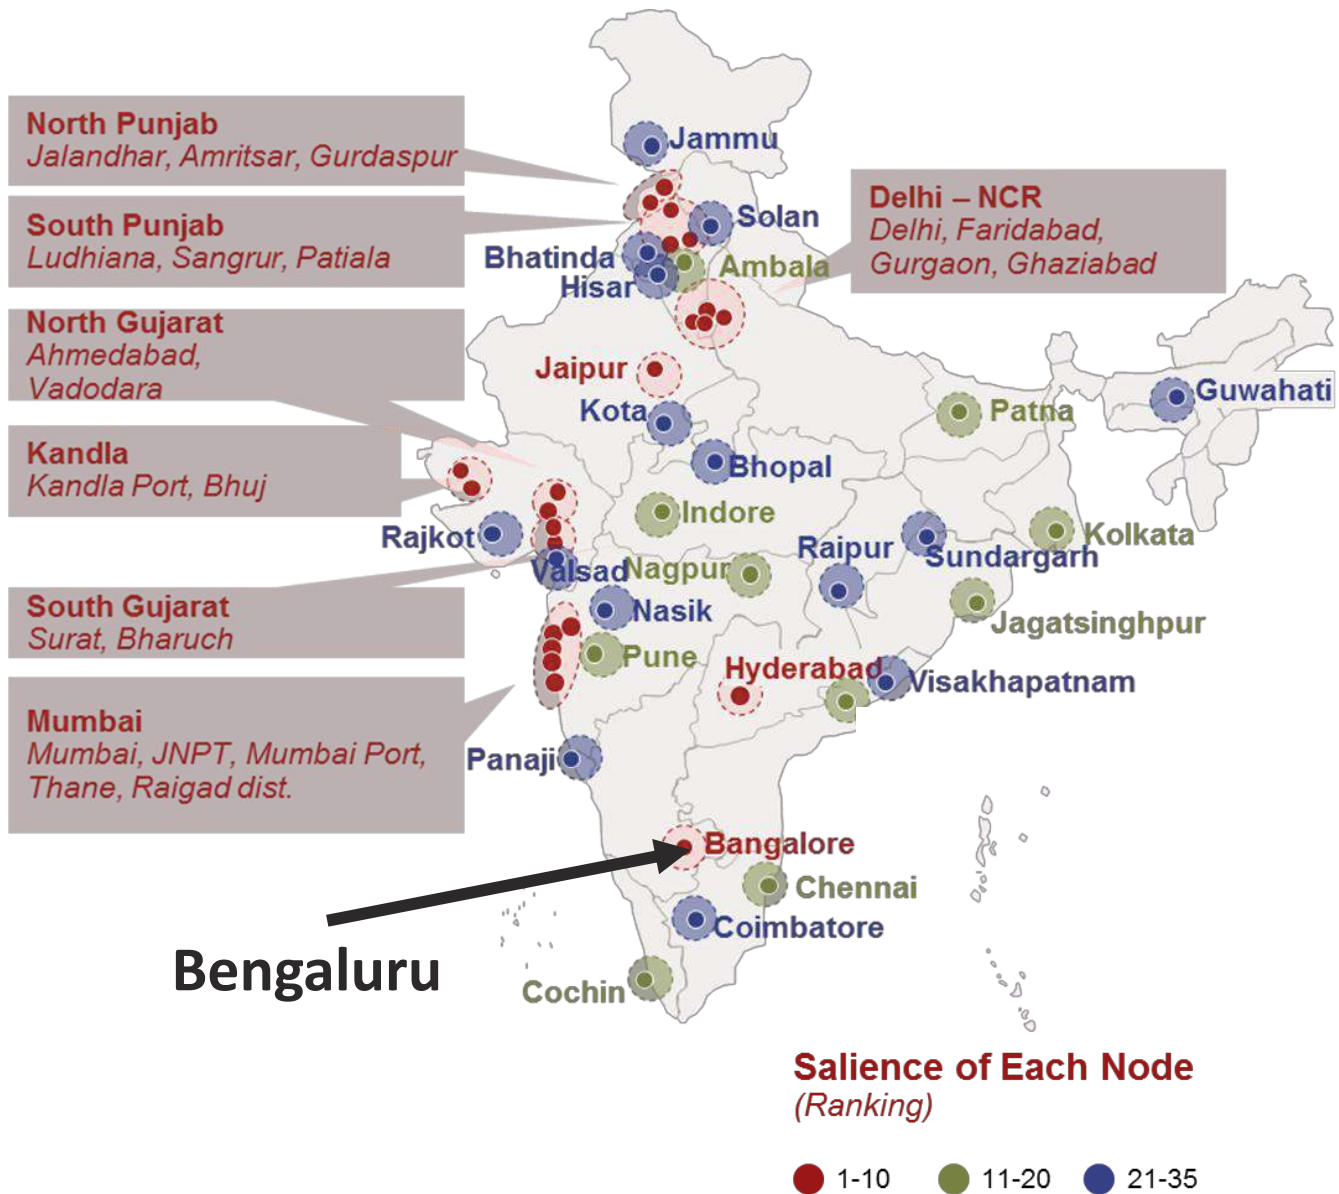 North Punjab
Jalandhar, Amritsar, Gurdaspur
South Punjab
Ludhiana, Sangrur, Patiala
North Gujarat
Ahmedabad,
Vadodara
Kandla
Kandla Port, Bhuj
South Gujarat
Surat, Bharuch
Mumbai
Mumbai, JNPT, Mumbai Port,
Thane, Raigad dist.
Delhi – NCR
Delhi, Faridabad,
Gurgaon, Ghaziabad
Jammu
Solan
Bhatinda
Ambala
Hisar
Jaipur
Kota
Patna
Guwahati
Bhopal
Indore
Rajkot
Kolkata
Raipur
Sundargarh
Valsad
Nagpur
Nasik
Jagatsinghpur
Pune
Hyderabad
Visakhapatnam
Panaji
Bangalore
Chennai
Coimbatore
Bengaluru
Cochin
Salience of Each Node
(Ranking)
1-10
11-20
21-35